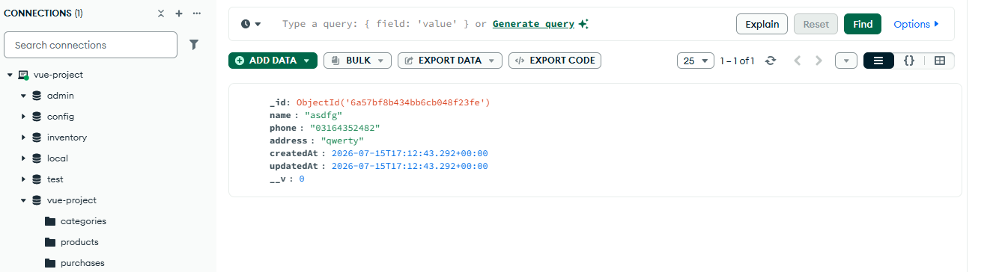 CONNECTIONS (1)
Search connections
vue-project
admin
config
inventory
local
test
vue-project
categories
products
purchases
Type a query: { field: 'value' } or Generate query
Explain
Reset
Find
Options
ADD DATA
BULK
EXPORT DATA
EXPORT CODE
25
1 – 1 of 1
{}
_id: ObjectId('6a57bf8b434bb6cb048f23fe')
name : "asdfg"
phone : "03164352482"
address : "qwerty"
createdAt : 2026-07-15T17:12:43.292+00:00
updatedAt : 2026-07-15T17:12:43.292+00:00
__v : 0